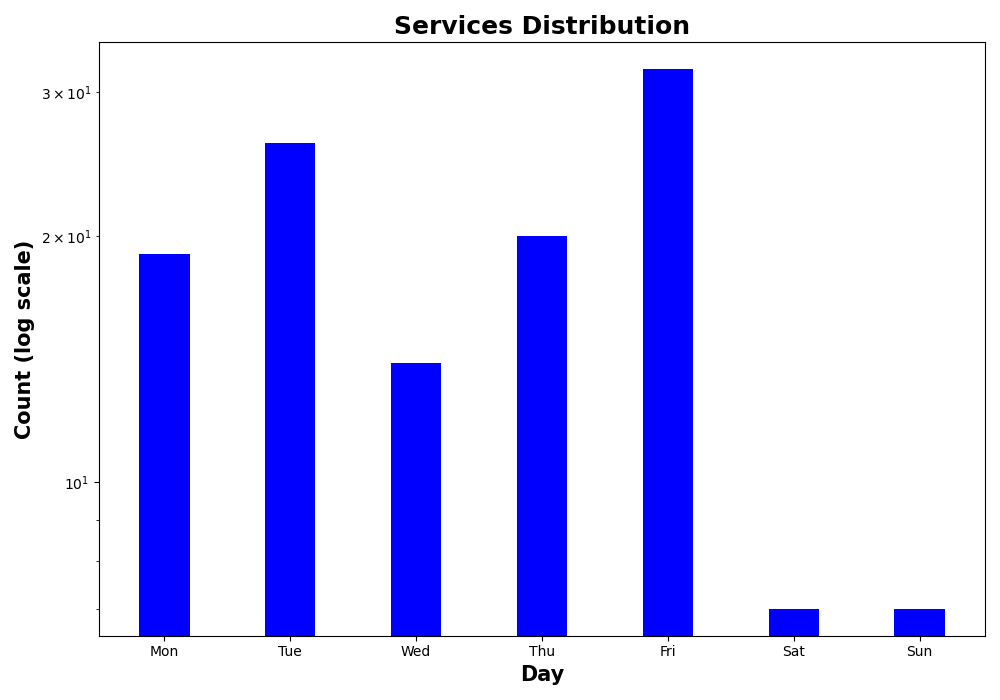 Services Distribution
3 × 10¹
2 × 10¹
10¹
Count (log scale)
Mon Tue Wed Thu Fri Sat Sun
Day